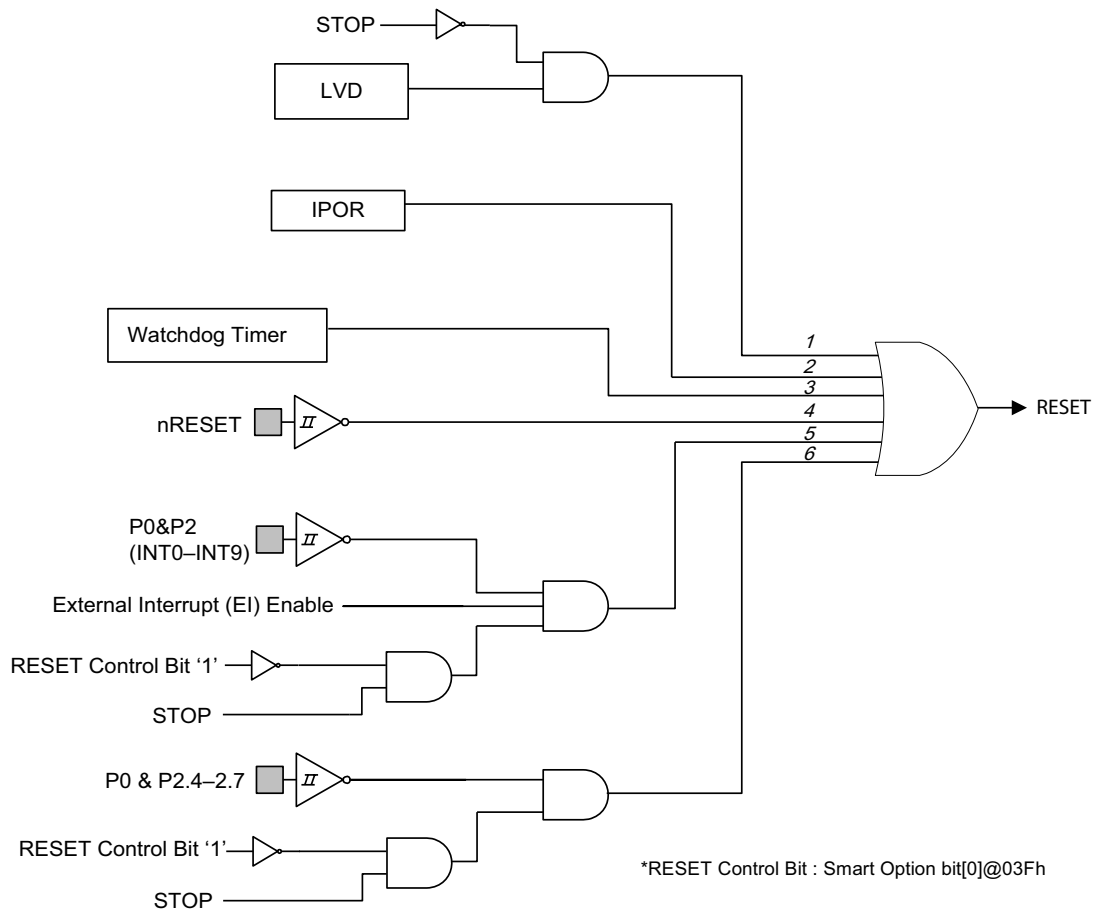 STOP
LVD
IPOR
Watchdog Timer
1
2
3
4
5
6
RESET
nRESET
P0&P2
(INT0–INT9)
External Interrupt (EI) Enable
RESET Control Bit ‘1’
STOP
P0 & P2.4–2.7
RESET Control Bit ‘1’
STOP
*RESET Control Bit : Smart Option bit[0]@03Fh